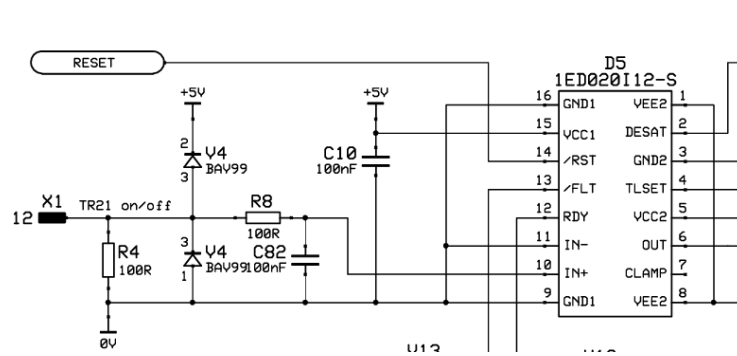 RESET
D5
1ED020I12-S
+5V
+5V
16 GND1 VEE2 1
15 VCC1 DESAT 2
14 /RST GND2 3
13 /FLT TLSET 4
12 RDY VCC2 5
11 IN- OUT 6
10 IN+ CLAMP 7
9 GND1 VEE2 8
2
V4
BAV99
3
C10
100nF
X1
12
TR21 on/off
R8
100R
R4
100R
3
V4
BAV99
1
C82
100nF
0V
V13